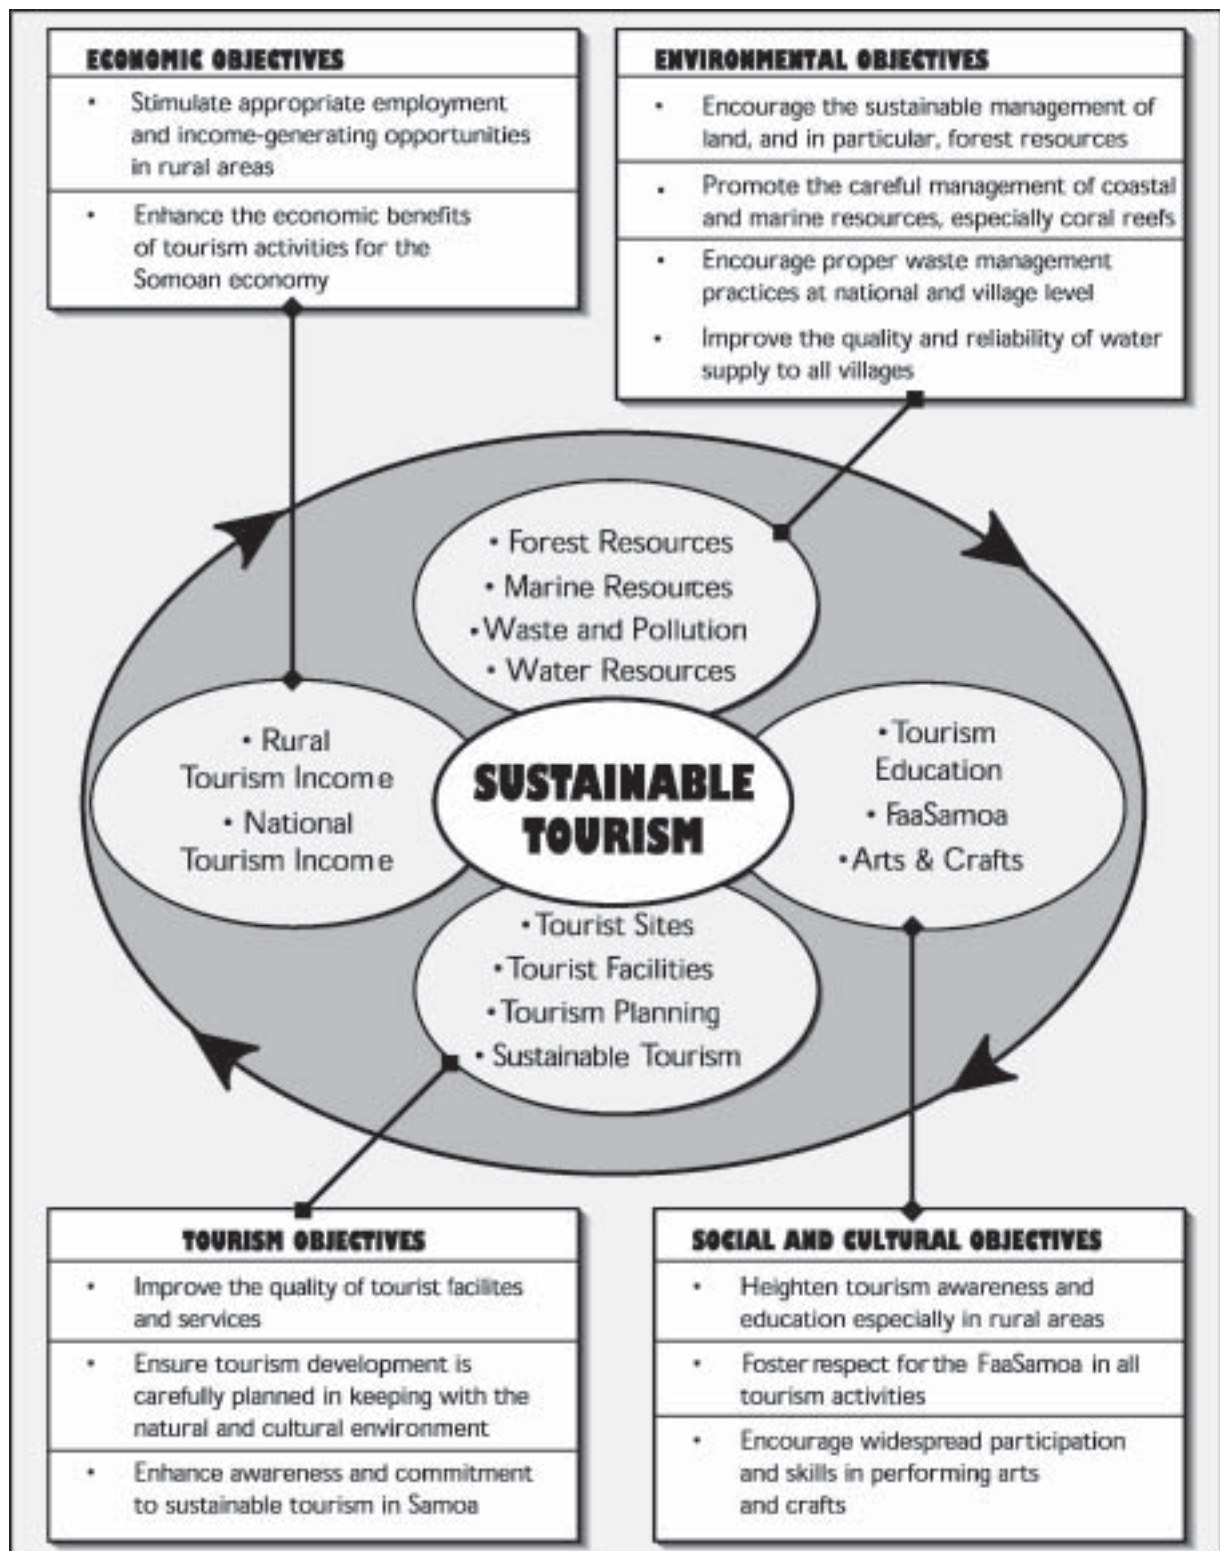 ECONOMIC OBJECTIVES
• Stimulate appropriate employment
and income-generating opportunities
in rural areas
• Enhance the economic benefits
of tourism activities for the
Somoan economy
ENVIRONMENTAL OBJECTIVES
• Encourage the sustainable management of
land, and in particular, forest resources
• Promote the careful management of coastal
and marine resources, especially coral reefs
• Encourage proper waste management
practices at national and village level
• Improve the quality and reliability of water
supply to all villages
• Forest Resources
• Marine Resources
• Waste and Pollution
• Water Resources
• Rural
Tourism Income
• National
Tourism Income
SUSTAINABLE
TOURISM
• Tourism
Education
• FaaSamoa
• Arts & Crafts
• Tourist Sites
• Tourist Facilities
• Tourism Planning
• Sustainable Tourism
TOURISM OBJECTIVES
• Improve the quality of tourist facilites
and services
• Ensure tourism development is
carefully planned in keeping with the
natural and cultural environment
• Enhance awareness and commitment
to sustainable tourism in Samoa
SOCIAL AND CULTURAL OBJECTIVES
• Heighten tourism awareness and
education especially in rural areas
• Foster respect for the FaaSamoa in all
tourism activities
• Encourage widespread participation
and skills in performing arts
and crafts